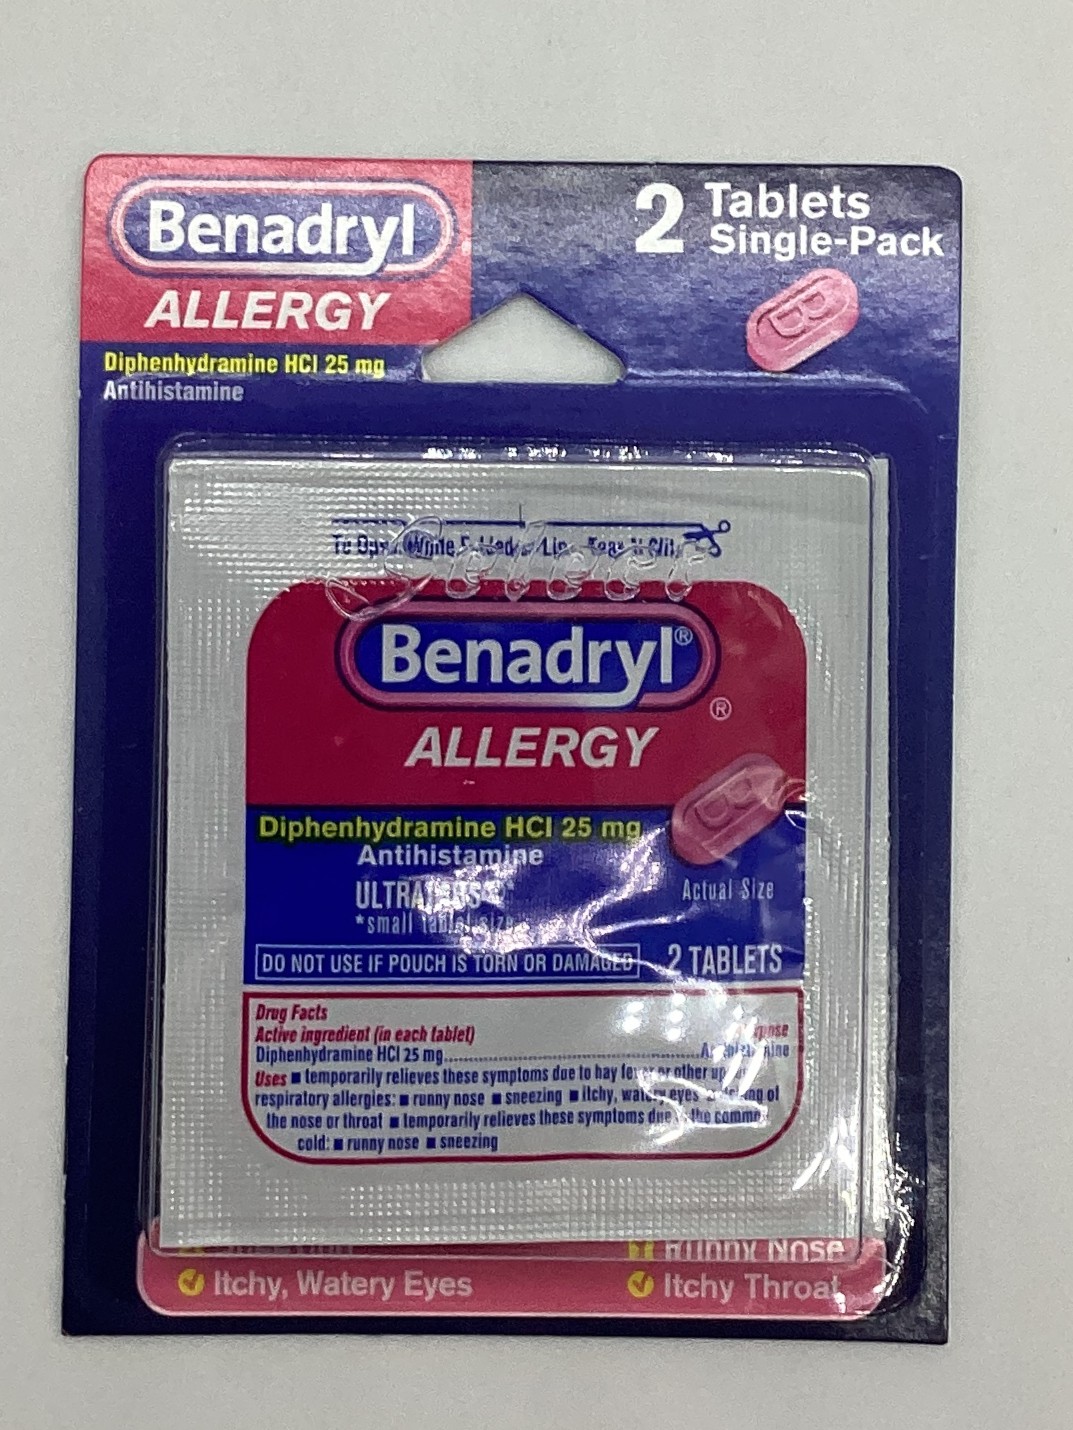 Benadryl
ALLERGY
Diphenhydramine HCl 25 mg
Antihistamine
2 Tablets
Single-Pack
Select
Benadryl®
®
ALLERGY
Diphenhydramine HCl 25 mg
Antihistamine
*small tablet size
Actual Size
DO NOT USE IF POUCH IS TORN OR DAMAGED
2 TABLETS
Drug Facts
Active ingredient (in each tablet)
Diphenhydramine HCl 25 mg
Uses ■ temporarily relieves these symptoms due to hay fever or other
respiratory allergies: ■ runny nose ■ sneezing ■ itchy, watery eyes of
the nose or throat ■ temporarily relieves these symptoms due the common
cold: ■ runny nose ■ sneezing
Runny Nose
Itchy, Watery Eyes
Itchy Throat